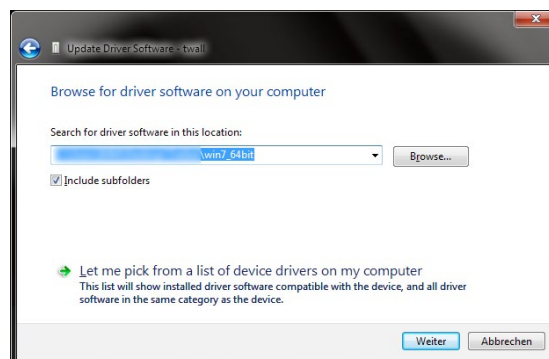 Update Driver Software - twall
Browse for driver software on your computer
Search for driver software in this location:
\win7_64bit
Browse...
Include subfolders
Let me pick from a list of device drivers on my computer
This list will show installed driver software compatible with the device, and all driver
software in the same category as the device.
Weiter
Abbrechen